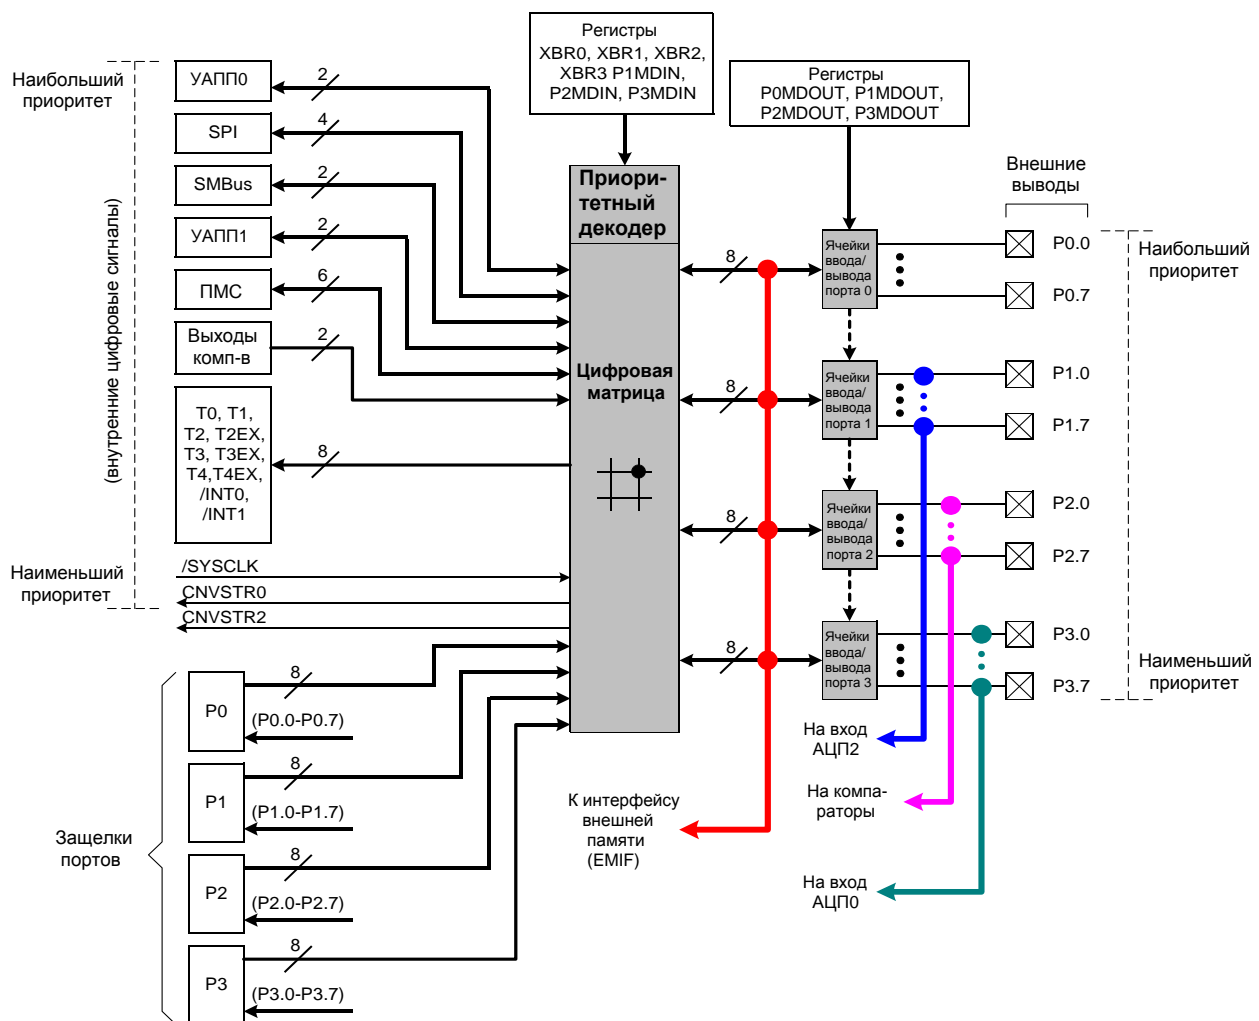 Регистры
XBR0, XBR1, XBR2,
XBR3 P1MDIN,
P2MDIN, P3MDIN
Регистры
P0MDOUT, P1MDOUT,
P2MDOUT, P3MDOUT
Наибольший
приоритет
(внутренние цифровые сигналы)
Наименьший
приоритет
УАПП0
2
SPI
4
SMBus
2
УАПП1
2
ПМС
6
Выходы
комп-в
2
T0, T1,
T2, T2EX,
T3, T3EX,
T4,T4EX,
/INT0,
/INT1
8
/SYSCLK
CNVSTR0
CNVSTR2
Приори-
тетный
декодер
Цифровая
матрица
8
8
8
8
Ячейки
ввода/
вывода
порта 0
Ячейки
ввода/
вывода
порта 1
Ячейки
ввода/
вывода
порта 2
Ячейки
ввода/
вывода
порта 3
Внешние
выводы
P0.0
P0.7
P1.0
P1.7
P2.0
P2.7
P3.0
P3.7
Наибольший
приоритет
Наименьший
приоритет
Защелки
портов
P0
8
(P0.0-P0.7)
P1
8
(P1.0-P1.7)
P2
8
(P2.0-P2.7)
P3
8
(P3.0-P3.7)
К интерфейсу
внешней
памяти
(EMIF)
На вход
АЦП2
На компа-
раторы
На вход
АЦП0